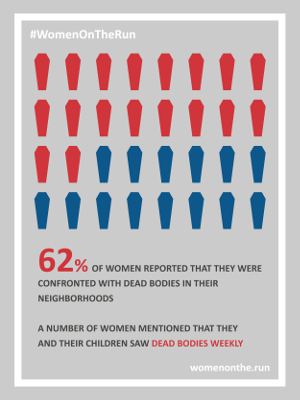 #WomenOnTheRun
62% OF WOMEN REPORTED THAT THEY WERE
CONFRONTED WITH DEAD BODIES IN THEIR
NEIGHBORHOODS
A NUMBER OF WOMEN MENTIONED THAT THEY
AND THEIR CHILDREN SAW DEAD BODIES WEEKLY
womenonthe.run